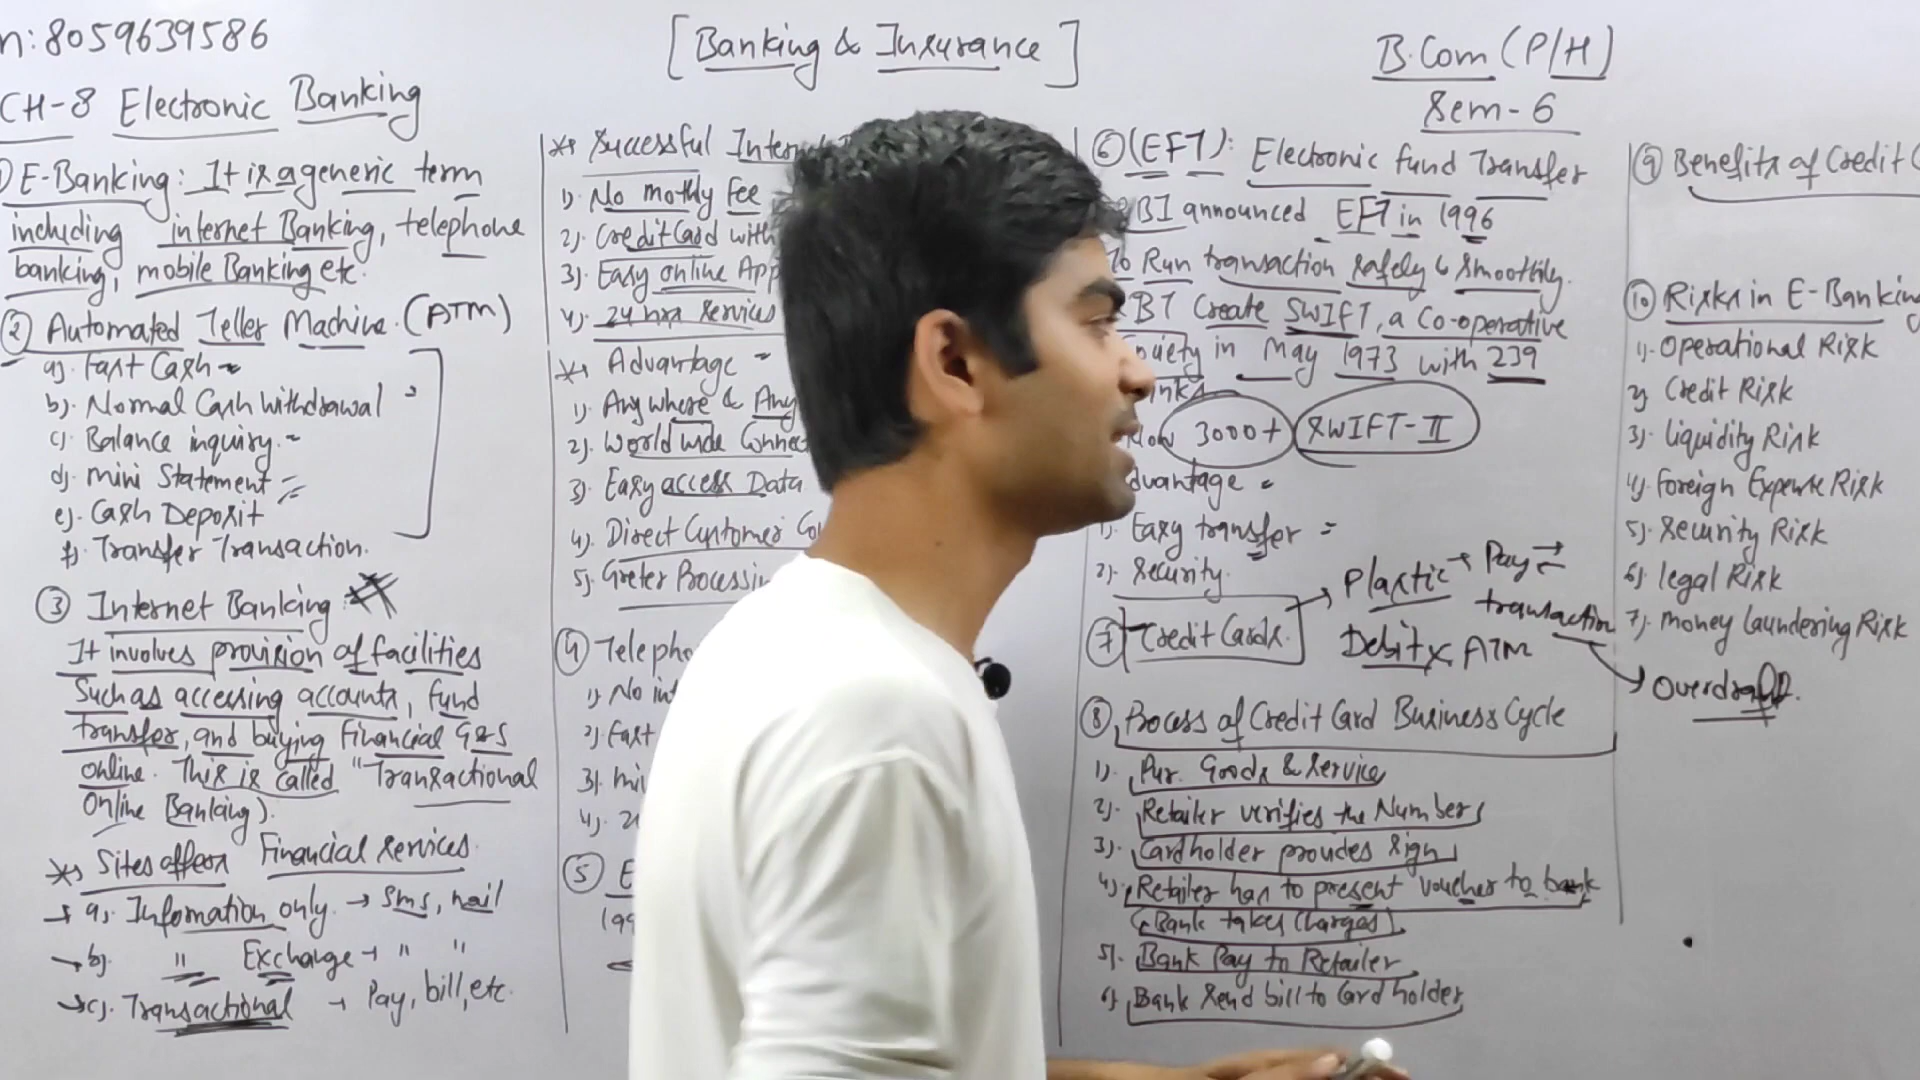 n: 8059639586
[Banking & Insurance]
B.Com (P/H)
Sem-6
CH-8 Electronic Banking
1) E-Banking: It is a generic term
including internet Banking, telephone
banking, mobile Banking etc.
② Automated Teller Machine. (ATM)
a). Fast Cash
b). Normal Cash Withdrawal
c). Balance inquiry.
d). Mini Statement
e). Cash Deposit
f). Transfer Transaction.
③ Internet Banking
It involves provision of facilities
Such as accessing accounts, fund
transfer, and buying Financial G&S
online. This is called "Transactional
Online Banking).
* Sites offers Financial Services.
→ a). Infomation only. → Sms, mail
→ b). " Exchange → " "
→ c). Transactional → Pay, bill, etc.
* Successful
1). No mothly Fee
2). Credit Card with
3). Easy online App
4). 24 hrs Services
* Advantage =
1). Any where & Any
2). World wide Connec
3). Easy access Data
4). Direct Customer Co
5). Greter Processin
④ Telepho
1). No in
2). Fast
3). mi
4). 2
⑤ E
(199
⑥ (EFT): Electronic Fund Transfer
BI announced EFT in 1996
To Run transaction safely & smoothly.
BI Create SWIFT, a Co-operative
Society in May 1973 with 239
Banks
Now 3000+ SWIFT-II
Advantage
1). Easy transfer =
2). Security.
⑦ Credit Cards. → Plastic → Pay
transaction
Debit x ATM
→ Overdraft.
⑧ Process of Credit Card Business Cycle
1). Pur. Goods & Service
2). Retailer verifies the Numbers
3). Cardholder provides Sign
4). Retailer has to present voucher to bank
(Bank takes Charges)
5). Bank Pay to Retailer
6). Bank Send bill to Card holder
⑨ Benefits of Credit C
⑩ Risks in E-Banking
1). Operational Risk
2) Credit Risk
3). liquidity Risk
4). Foreign Expense Risk
5). Security Risk
6). legal Risk
7). Money laundering Risk